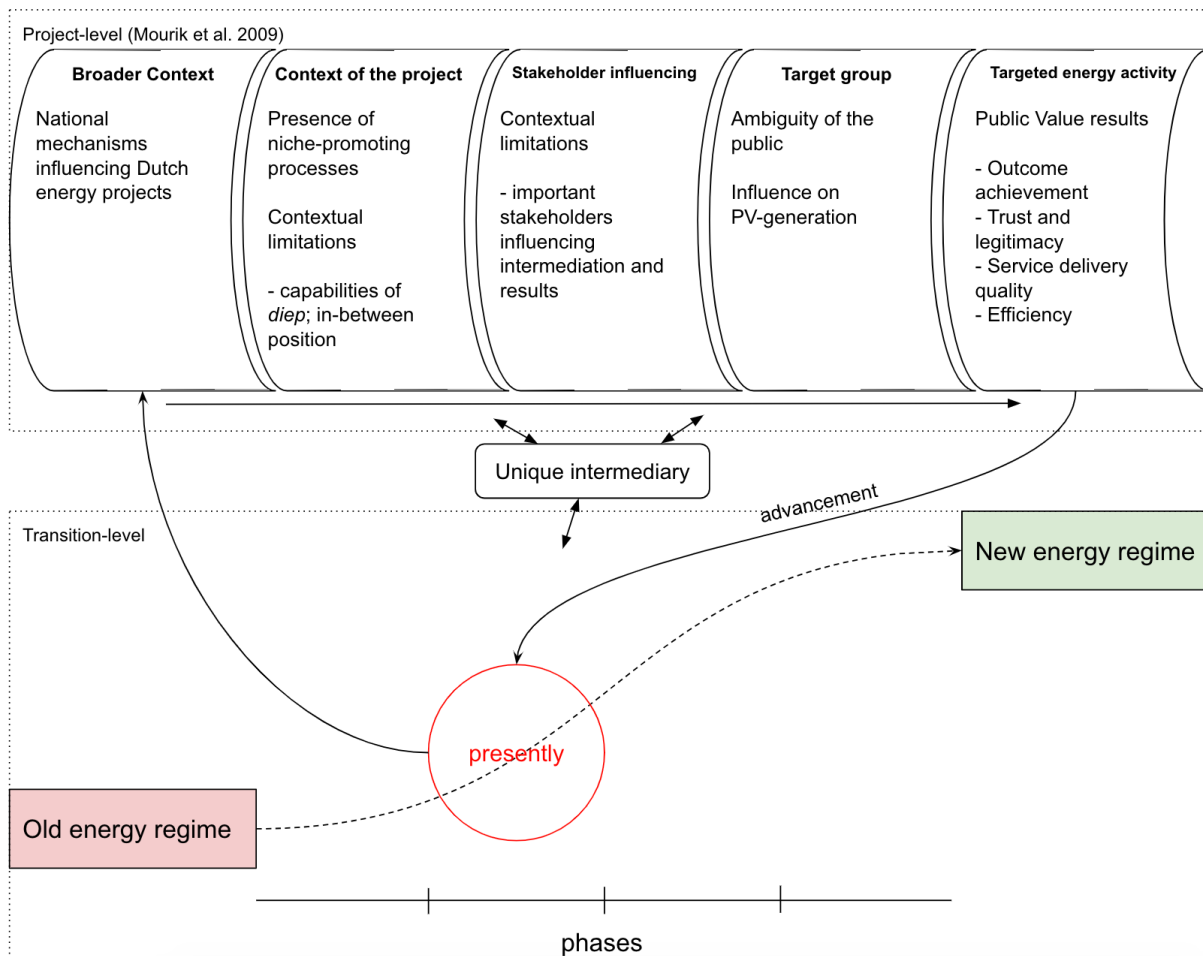 Project-level (Mourik et al. 2009)
Broader Context
National
mechanisms
influencing Dutch
energy projects
Context of the project
Presence of
niche-promoting
processes
Contextual
limitations
- capabilities of
diep; in-between
position
Stakeholder influencing
Contextual
limitations
- important
stakeholders
influencing
intermediation and
results
Target group
Ambiguity of the
public
Influence on
PV-generation
Targeted energy activity
Public Value results
- Outcome
achievement
- Trust and
legitimacy
- Service delivery
quality
- Efficiency
Unique intermediary
advancement
Transition-level
New energy regime
presently
Old energy regime
phases